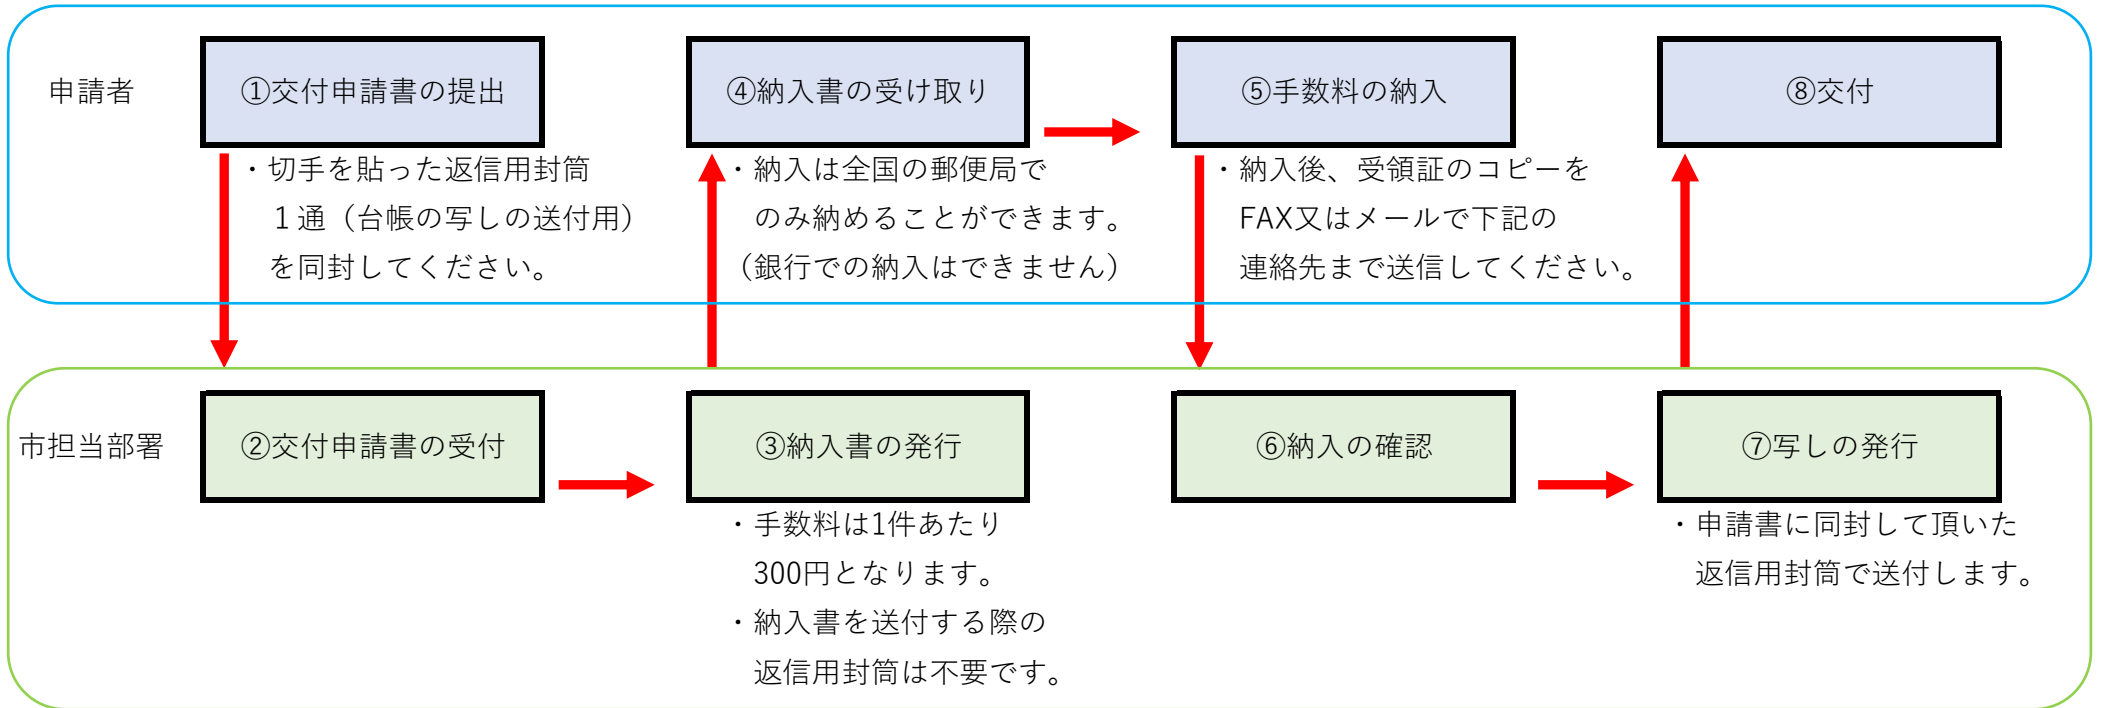 申請者
①交付申請書の提出
・切手を貼った返信用封筒
１通（台帳の写しの送付用）
を同封してください。
④納入書の受け取り
・納入は全国の郵便局で
のみ納めることができます。
（銀行での納入はできません）
⑤手数料の納入
・納入後、受領証のコピーを
FAX又はメールで下記の
連絡先まで送信してください。
⑧交付
市担当部署
②交付申請書の受付
③納入書の発行
・手数料は1件あたり
300円となります。
・納入書を送付する際の
返信用封筒は不要です。
⑥納入の確認
⑦写しの発行
・申請書に同封して頂いた
返信用封筒で送付します。